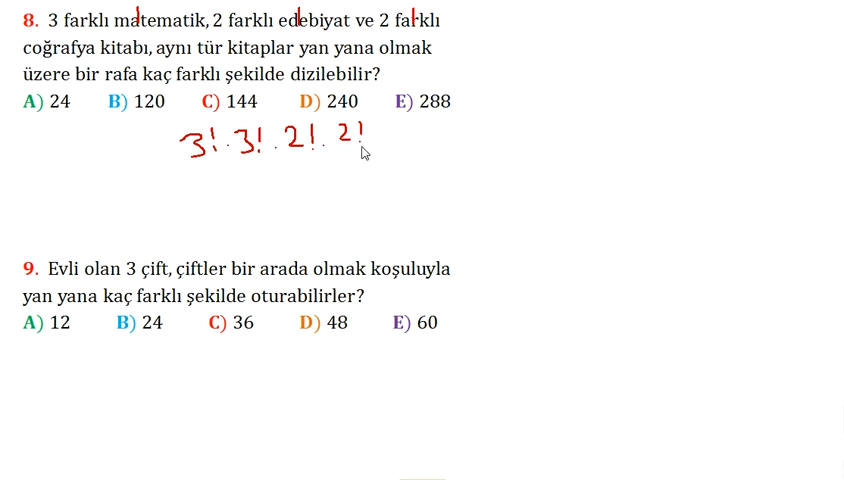 8. 3 farklı matematik, 2 farklı edebiyat ve 2 farklı
coğrafya kitabı, aynı tür kitaplar yan yana olmak
üzere bir rafa kaç farklı şekilde dizilebilir?
A) 24 B) 120 C) 144 D) 240 E) 288
3! . 3! . 2! . 2!
9. Evli olan 3 çift, çiftler bir arada olmak koşuluyla
yan yana kaç farklı şekilde oturabilirler?
A) 12 B) 24 C) 36 D) 48 E) 60